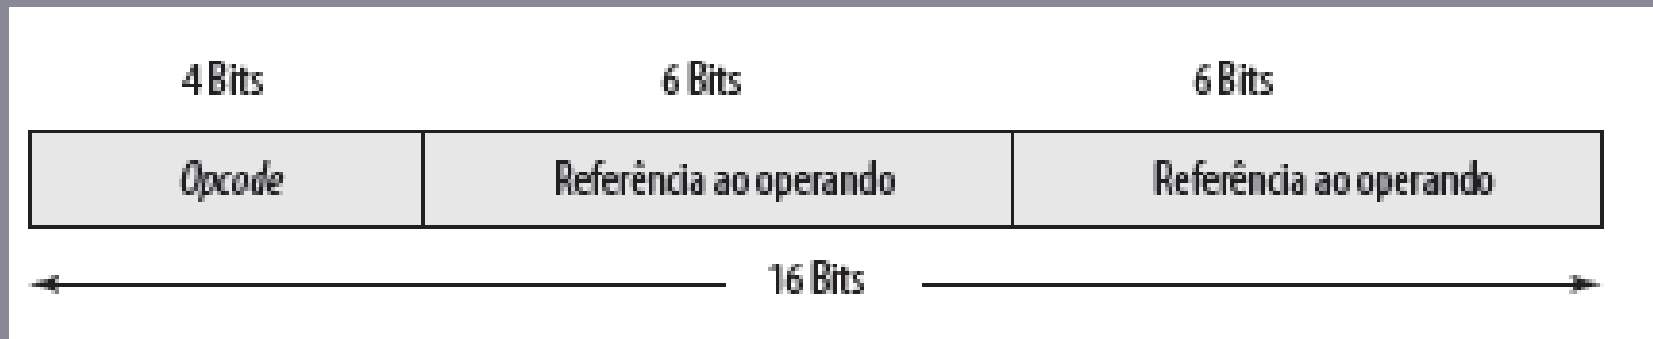 4 Bits 6 Bits 6 Bits
Opcode Referência ao operando Referência ao operando
16 Bits